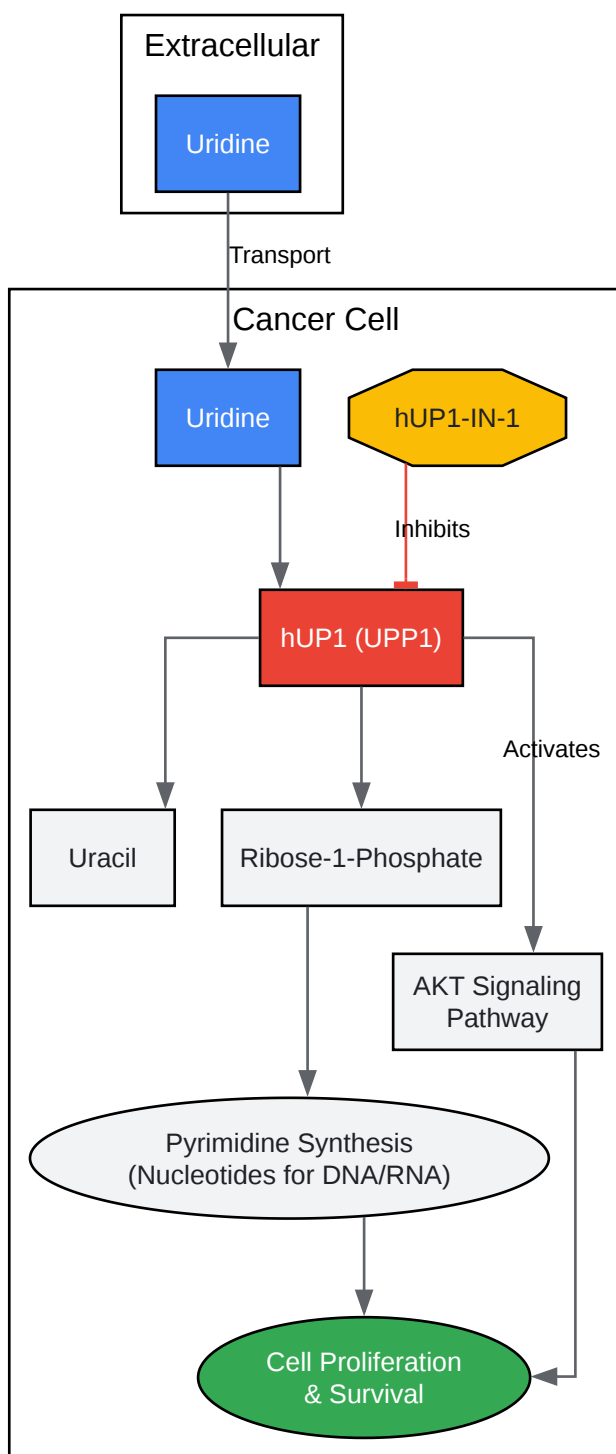 Extracellular
Uridine
Transport
Cancer Cell
Uridine
hUP1-IN-1
Inhibits
hUP1 (UPP1)
Activates
Uracil
Ribose-1-Phosphate
AKT Signaling
Pathway
Pyrimidine Synthesis
(Nucleotides for DNA/RNA)
Cell Proliferation
& Survival